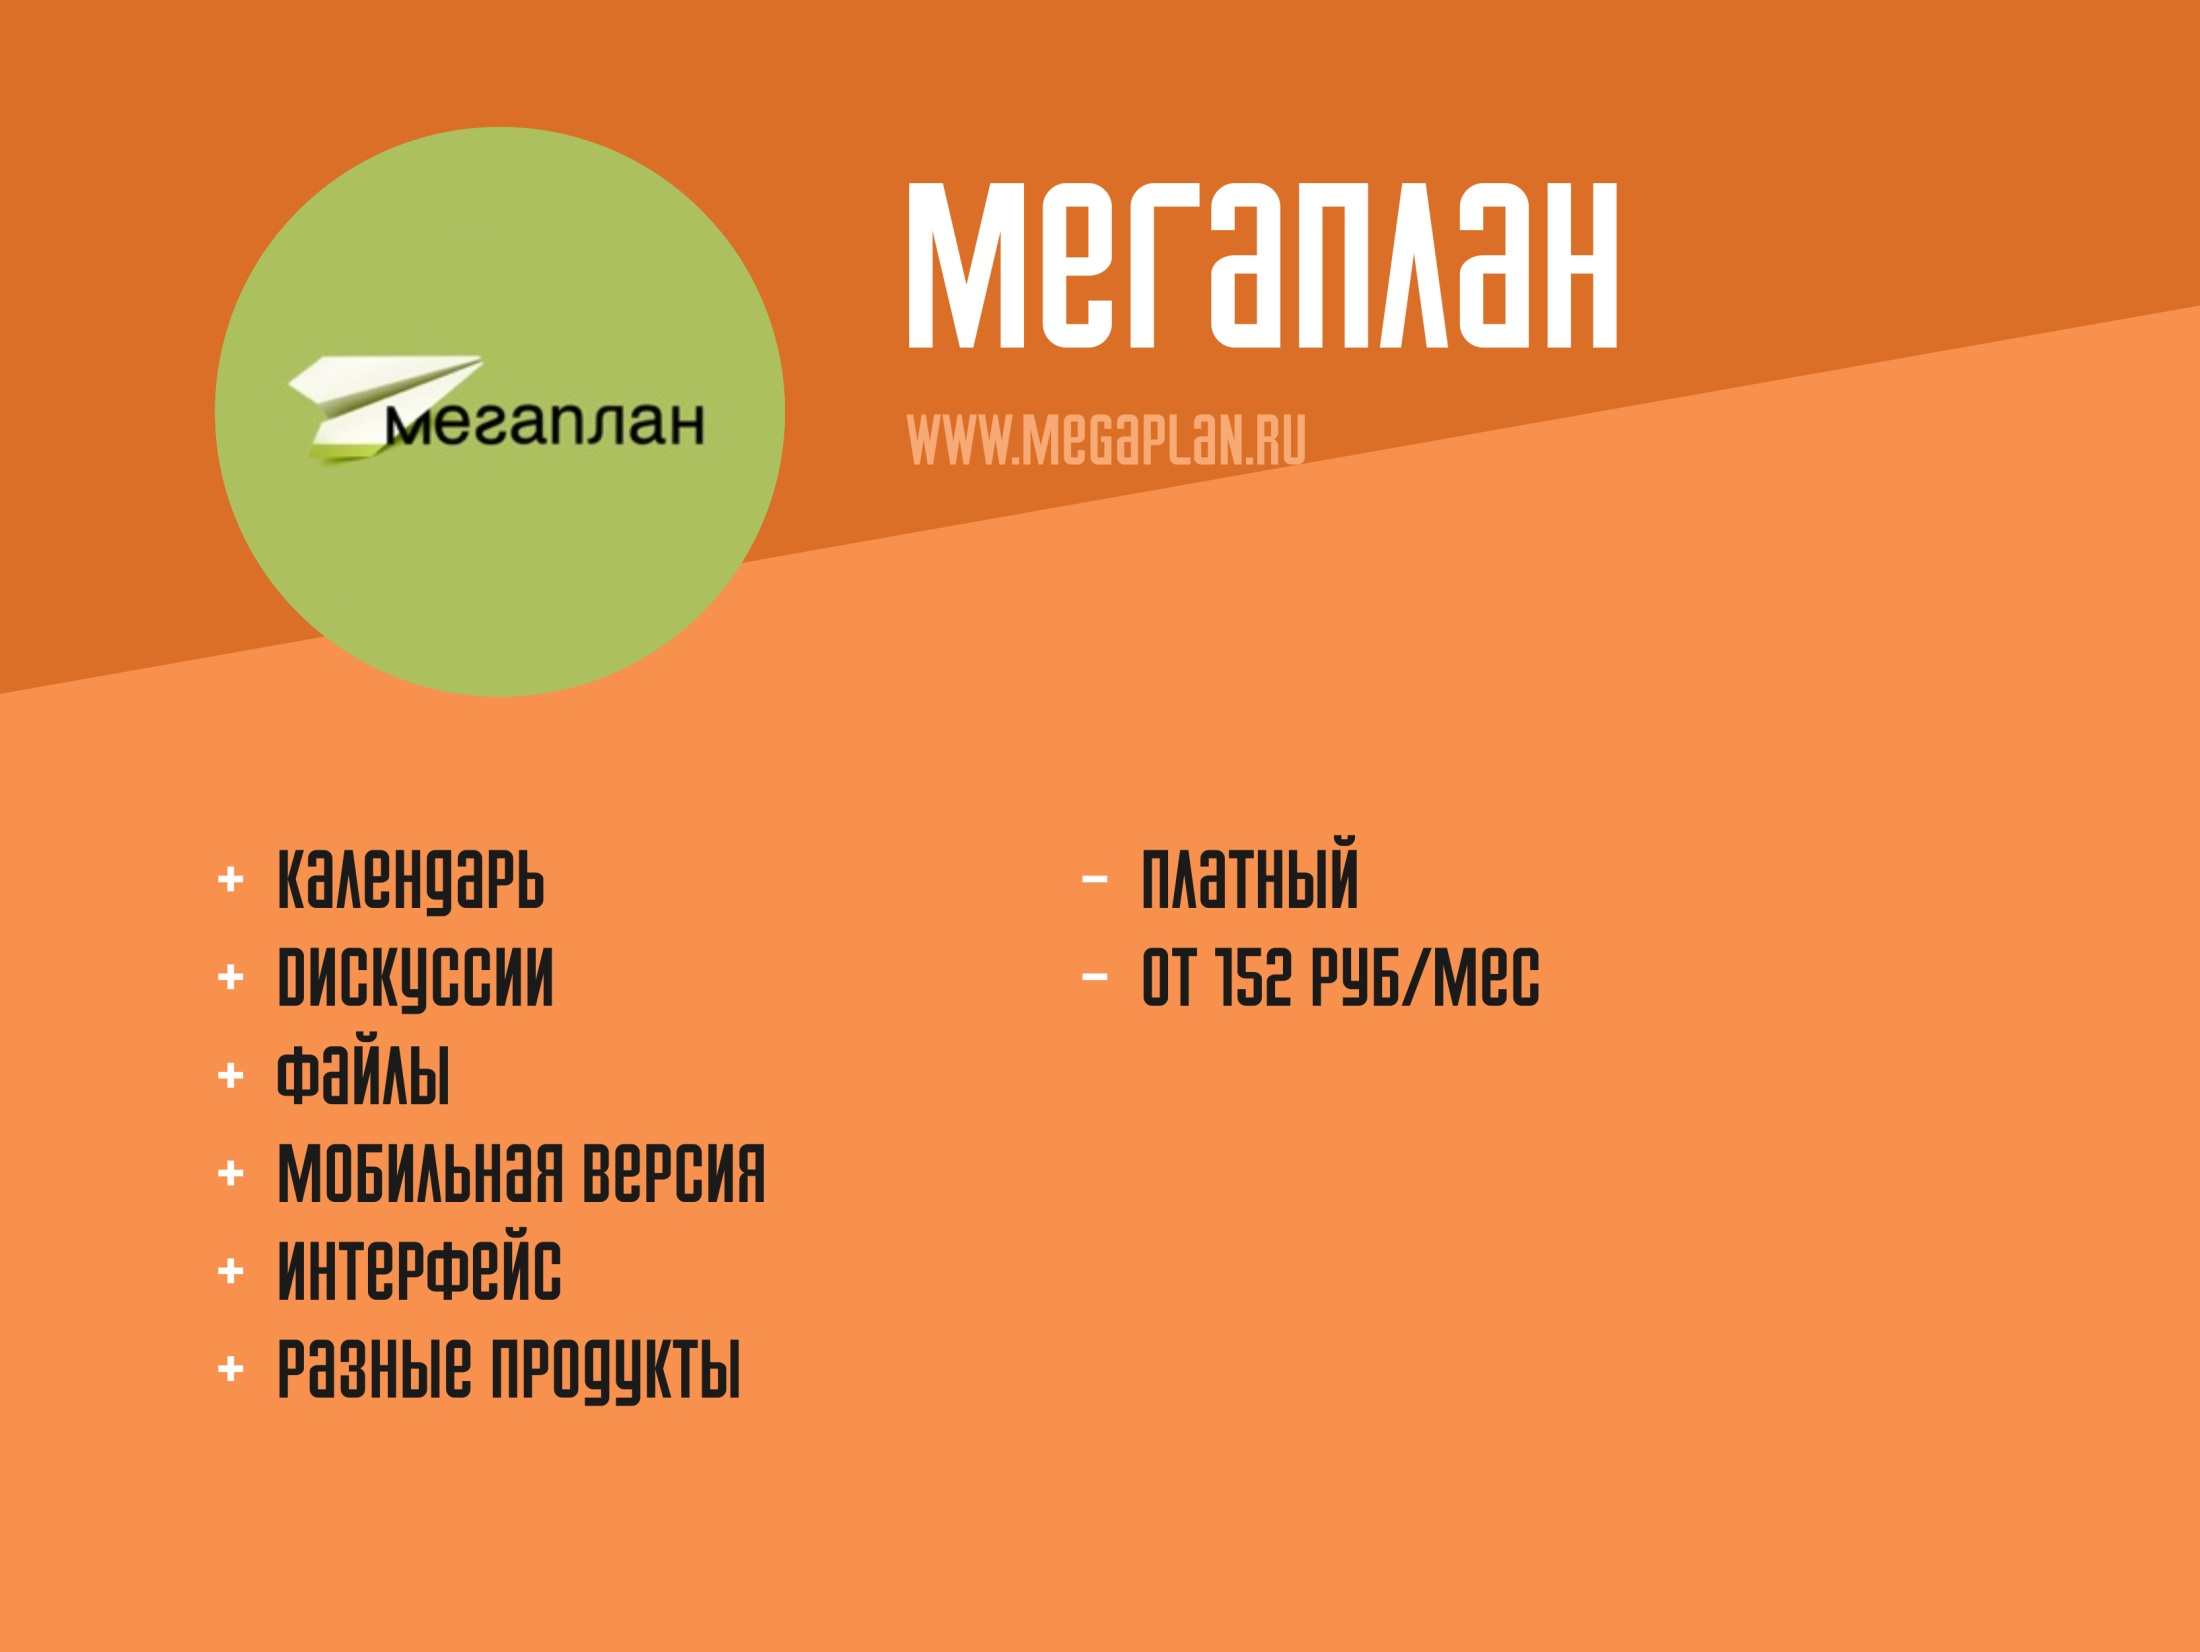 мегаплан
Мегаплан
www.megaplan.ru
+ Календарь
+ Дискуссии
+ Файлы
+ Мобильная версия
+ Интерфейс
+ Разные продукты
– Платный
– От 152 руб/мес